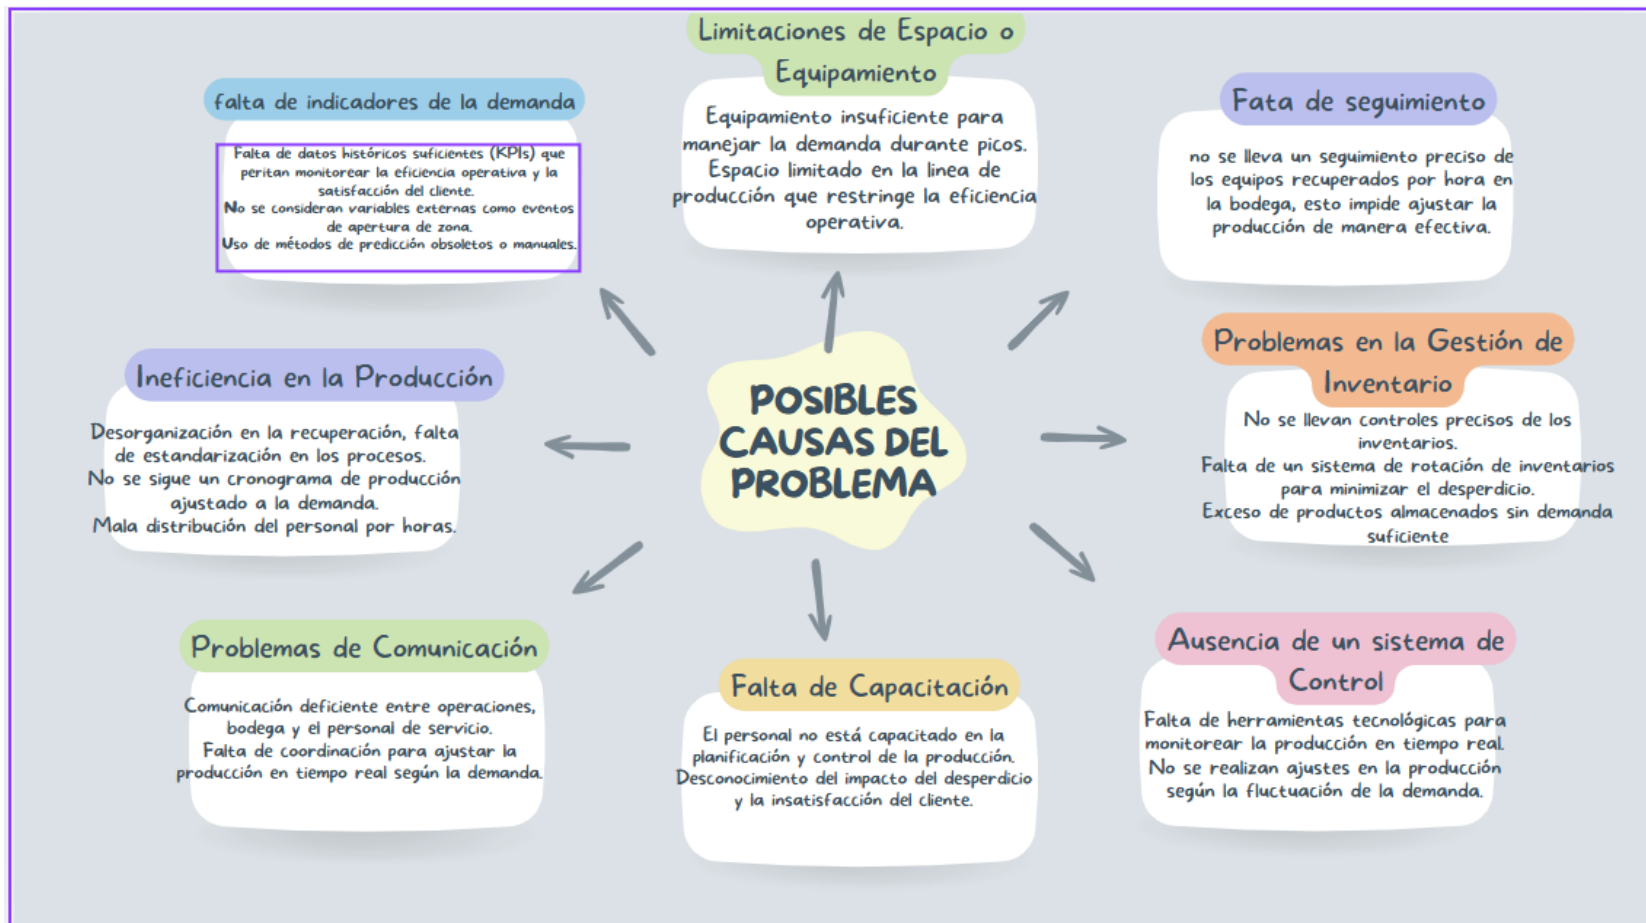 Limitaciones de Espacio o
Equipamiento
Equipamiento insuficiente para
manejar la demanda durante picos.
Espacio limitado en la linea de
producción que restringe la eficiencia
operativa.
falta de indicadores de la demanda
Falta de datos históricos suficientes (KPIs) que
peritan monitorear la eficiencia operativa y la
satisfacción del cliente.
No se consideran variables externas como eventos
de apertura de zona.
Uso de métodos de predicción obsoletos o manuales.
Fata de seguimiento
no se lleva un seguimiento preciso de
los equipos recuperados por hora en
la bodega, esto impide ajustar la
producción de manera efectiva.
Ineficiencia en la Producción
Desorganización en la recuperación, falta
de estandarización en los procesos.
No se sigue un cronograma de producción
ajustado a la demanda.
Mala distribución del personal por horas.
POSIBLES
CAUSAS DEL
PROBLEMA
Problemas en la Gestión de
Inventario
No se llevan controles precisos de los
inventarios.
Falta de un sistema de rotación de inventarios
para minimizar el desperdicio.
Exceso de productos almacenados sin demanda
suficiente
Problemas de Comunicación
Comunicación deficiente entre operaciones,
bodega y el personal de servicio.
Falta de coordinación para ajustar la
producción en tiempo real según la demanda.
Falta de Capacitación
El personal no está capacitado en la
planificación y control de la producción.
Desconocimiento del impacto del desperdicio
y la insatisfacción del cliente.
Ausencia de un sistema de
Control
Falta de herramientas tecnológicas para
monitorear la producción en tiempo real.
No se realizan ajustes en la producción
según la fluctuación de la demanda.